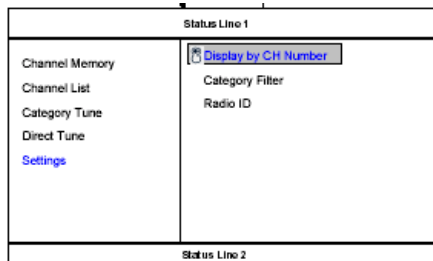 Status Line 1
Channel Memory
Channel List
Category Tune
Direct Tune
Settings
Display by CH Number
Category Filter
Radio ID
Status Line 2